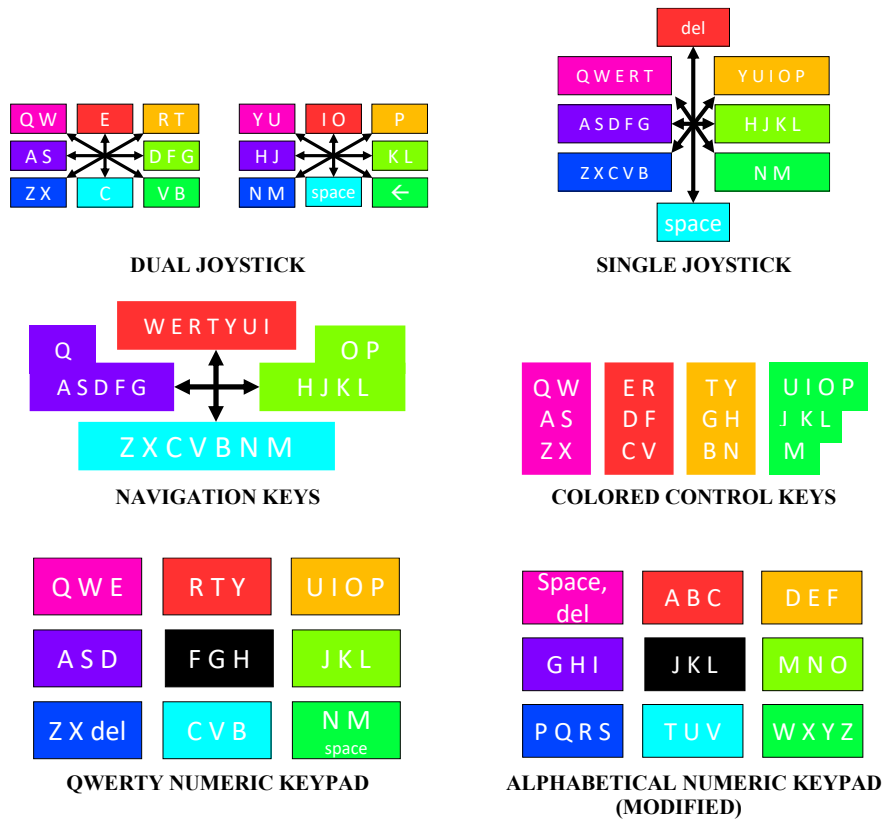 Q W E R T
A S D F G
Z X C V B
Y U I O P
H J K L
N M space ←
DUAL JOYSTICK
del
Q W E R T Y U I O P
A S D F G H J K L
Z X C V B N M
space
SINGLE JOYSTICK
W E R T Y U I
Q O P
A S D F G H J K L
Z X C V B N M
NAVIGATION KEYS
Q W E R T Y U I O P
A S D F G H J K L
Z X C V B N M
COLORED CONTROL KEYS
Q W E R T Y U I O P
A S D F G H J K L
Z X del C V B N M
space
QWERTY NUMERIC KEYPAD
Space, A B C D E F
del
G H I J K L M N O
P Q R S T U V W X Y Z
ALPHABETICAL NUMERIC KEYPAD
(MODIFIED)